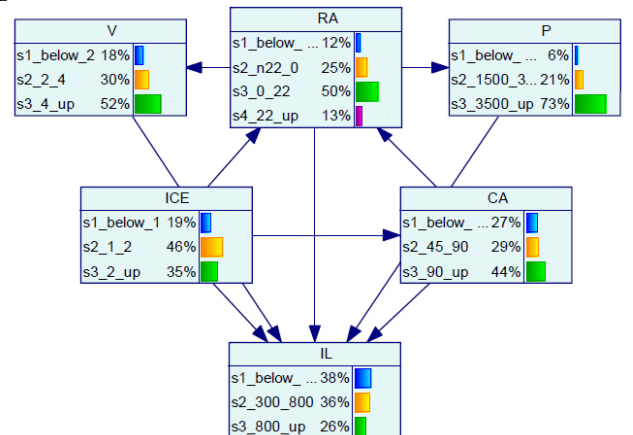 V
s1_below_2 18%
s2_2_4 30%
s3_4_up 52%
RA
s1_below_ ... 12%
s2_n22_0 25%
s3_0_22 50%
s4_22_up 13%
P
s1_below_ ... 6%
s2_1500_3... 21%
s3_3500_up 73%
ICE
s1_below_1 19%
s2_1_2 46%
s3_2_up 35%
CA
s1_below_ ... 27%
s2_45_90 29%
s3_90_up 44%
IL
s1_below_ ... 38%
s2_300_800 36%
s3_800_up 26%